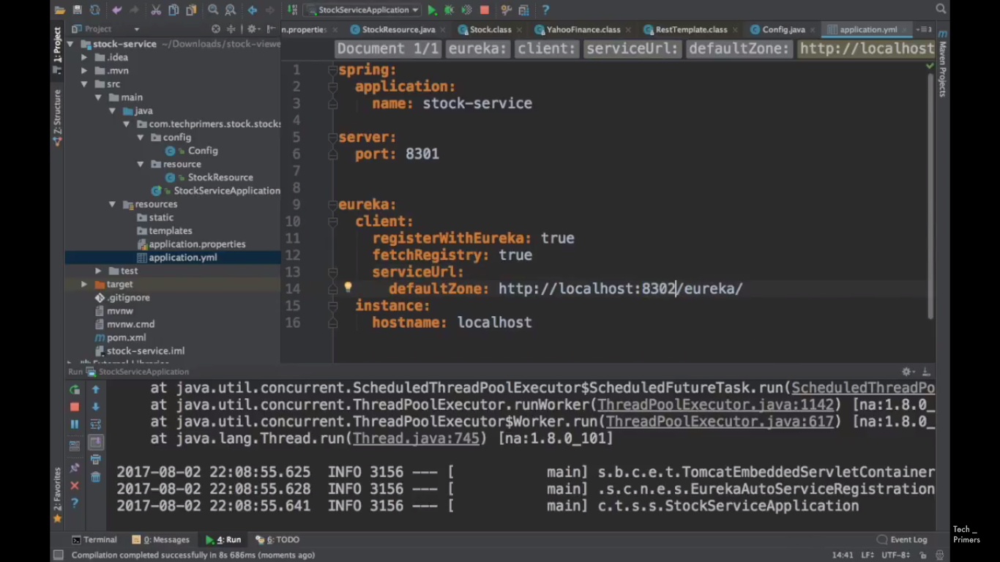 StockServiceApplication
Project
n.properties
StockResource.java
Stock.class
YahooFinance.class
RestTemplate.class
Config.java
application.yml
1: Project
Z: Structure
2: Favorites
Maven Projects
stock-service ~/Downloads/stock-viewe
.idea
.mvn
src
main
java
com.techprimers.stock.stocks
config
Config
resource
StockResource
StockServiceApplication
resources
static
templates
application.properties
application.yml
test
target
.gitignore
mvnw
mvnw.cmd
pom.xml
stock-service.iml
Document 1/1 eureka: client: serviceUrl: defaultZone: http://localhost
1 spring:
2 application:
3 name: stock-service
4
5 server:
6 port: 8301
7
8
9 eureka:
10 client:
11 registerWithEureka: true
12 fetchRegistry: true
13 serviceUrl:
14 defaultZone: http://localhost:8302/eureka/
15 instance:
16 hostname: localhost
Run StockServiceApplication
at java.util.concurrent.ScheduledThreadPoolExecutor$ScheduledFutureTask.run(ScheduledThreadPo
at java.util.concurrent.ThreadPoolExecutor.runWorker(ThreadPoolExecutor.java:1142) [na:1.8.0_
at java.util.concurrent.ThreadPoolExecutor$Worker.run(ThreadPoolExecutor.java:617) [na:1.8.0_
at java.lang.Thread.run(Thread.java:745) [na:1.8.0_101]
2017-08-02 22:08:55.625 INFO 3156 --- [ main] s.b.c.e.t.TomcatEmbeddedServletContainer
2017-08-02 22:08:55.628 INFO 3156 --- [ main] .s.c.n.e.s.EurekaAutoServiceRegistration
2017-08-02 22:08:55.641 INFO 3156 --- [ main] c.t.s.s.StockServiceApplication
Terminal
0: Messages
4: Run
6: TODO
Event Log
Compilation completed successfully in 8s 686ms (moments ago)
14:41 LF÷ UTF-8÷
Tech _
Primers